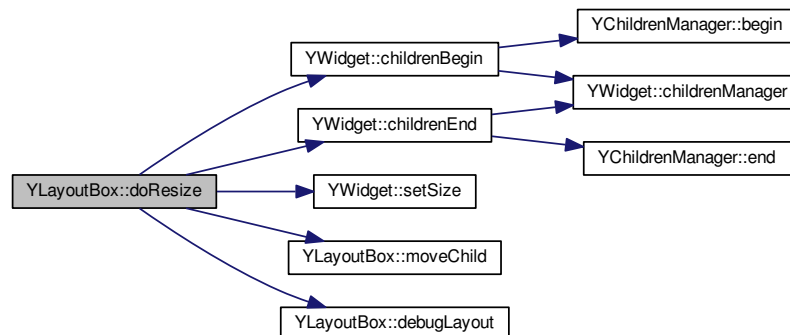 YChildrenManager::begin
YWidget::childrenBegin
YWidget::childrenManager
YWidget::childrenEnd
YChildrenManager::end
YLayoutBox::doResize
YWidget::setSize
YLayoutBox::moveChild
YLayoutBox::debugLayout